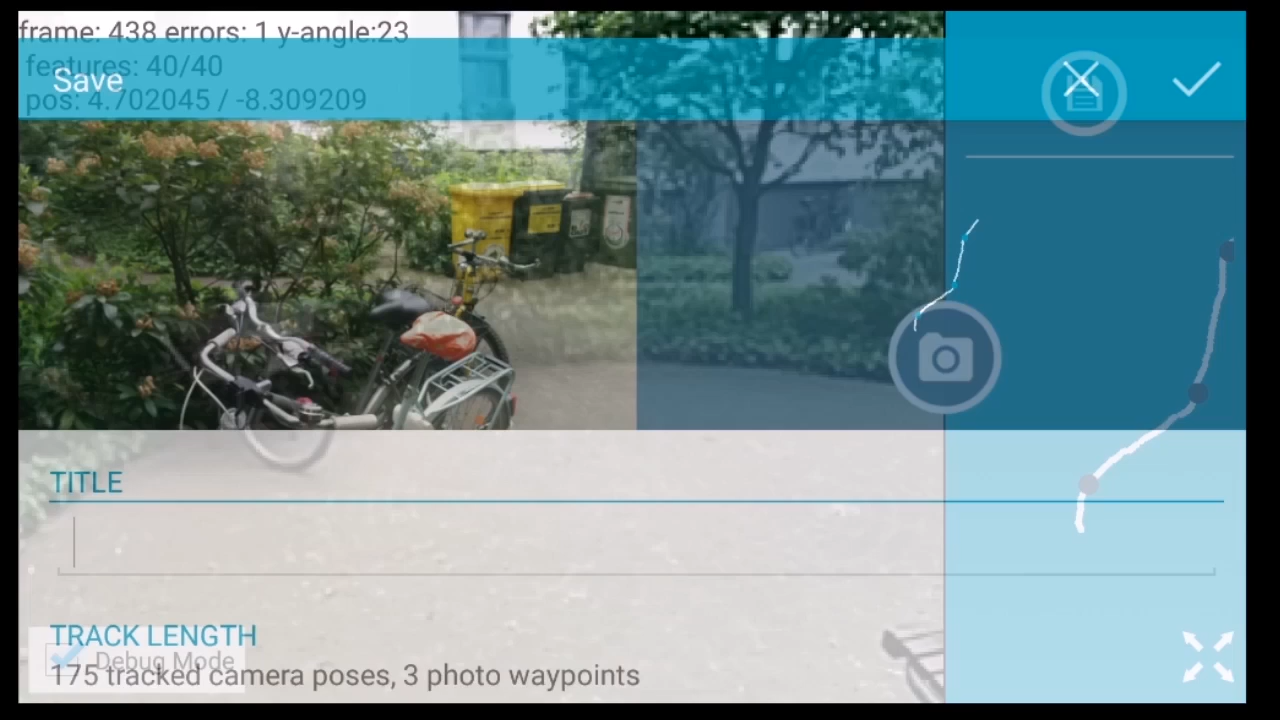 frame: 438 errors: 1 y-angle:23
features: 40/40
Save
pos: 4.702045 / -8.309209
TITLE
TRACK LENGTH
Debug Mode
175 tracked camera poses, 3 photo waypoints